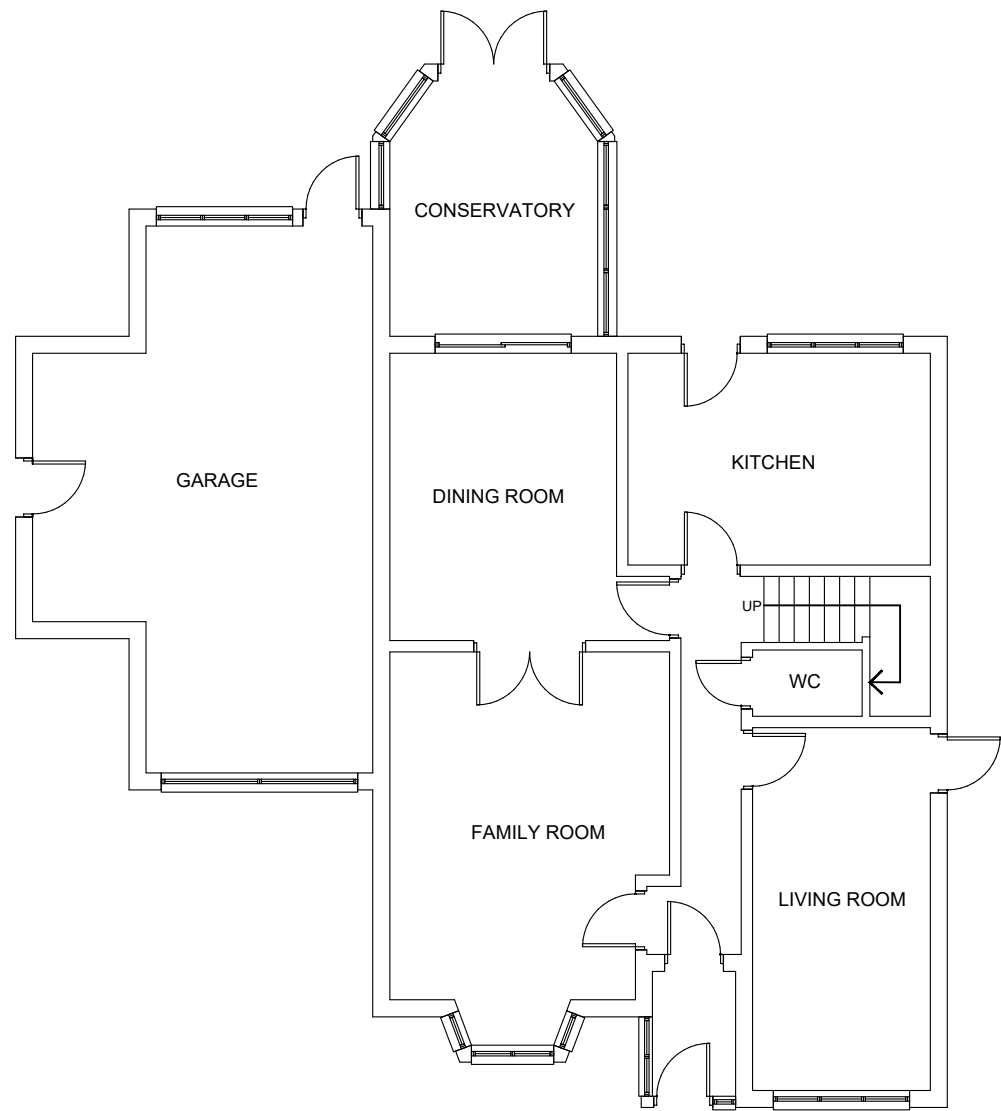 CONSERVATORY
KITCHEN
GARAGE
DINING ROOM
UP
WC
FAMILY ROOM
LIVING ROOM